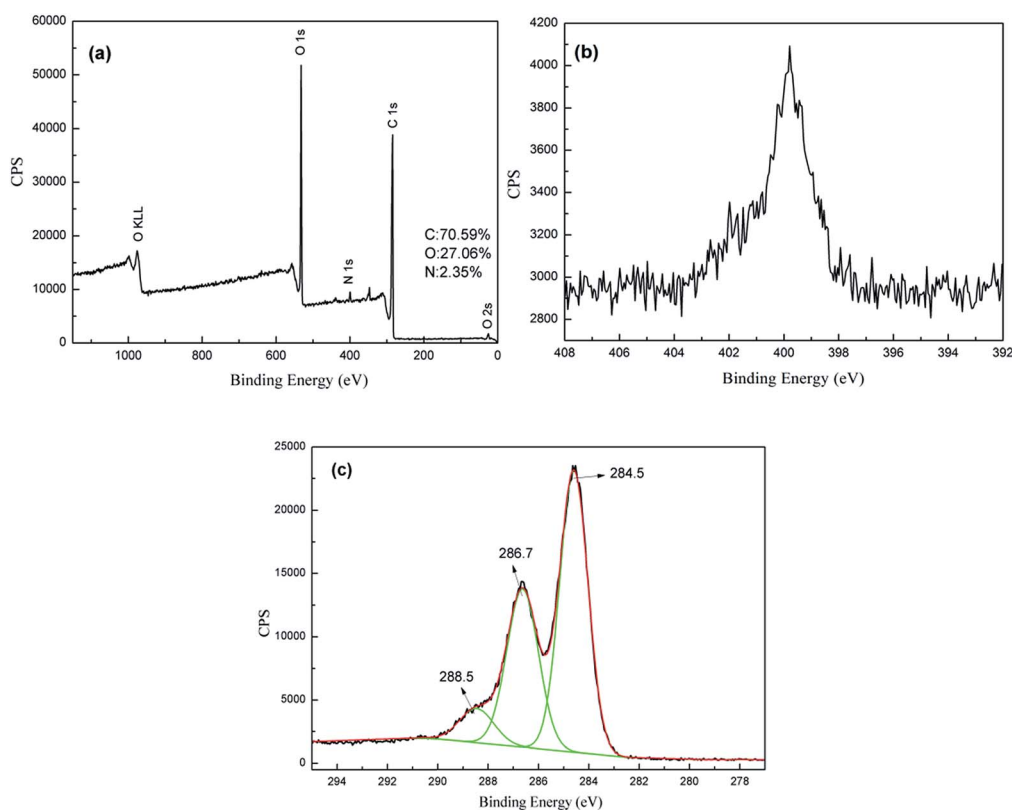 (a)
60000
50000
40000
30000
20000
10000
0
CPS
O KLL
O 1s
N 1s
C 1s
O 2s
C:70.59%
O:27.06%
N:2.35%
1000 800 600 400 200 0
Binding Energy (eV)
(b)
4200
4000
3800
3600
3400
3200
3000
2800
CPS
408 406 404 402 400 398 396 394 392
Binding Energy (eV)
(c)
25000
20000
15000
10000
5000
0
CPS
284.5
286.7
288.5
294 292 290 288 286 284 282 280 278
Binding Energy (eV)